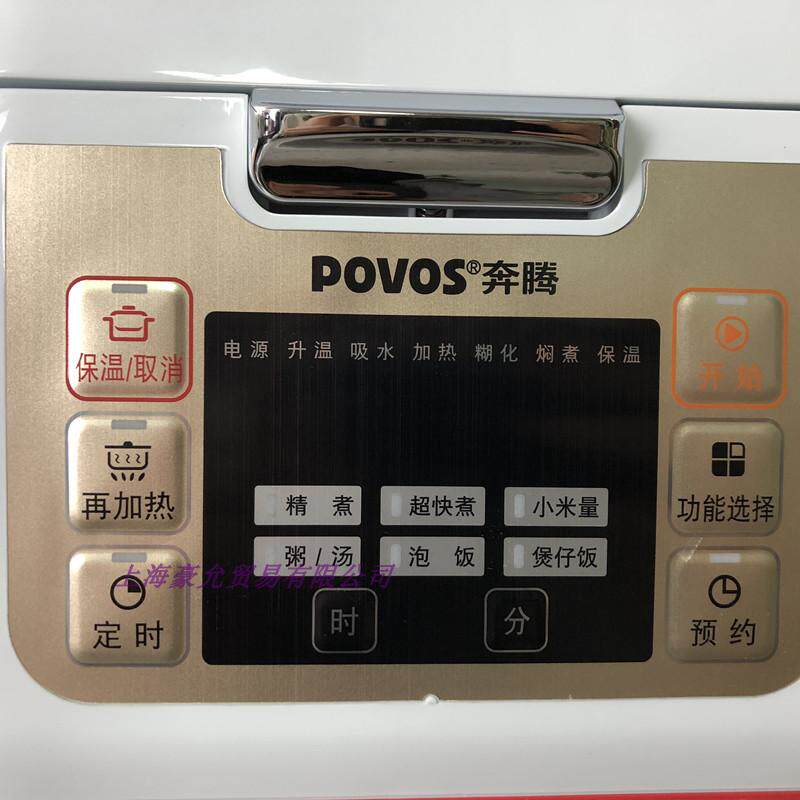 POVOS®奔腾
电源 升温 吸水 加热 糊化 焖煮 保温
保温/取消
开始
再加热
功能选择
定时
预约
精煮 超快煮 小米量
粥/汤 泡饭 煲仔饭
上海豪允贸易有限公司
时 分